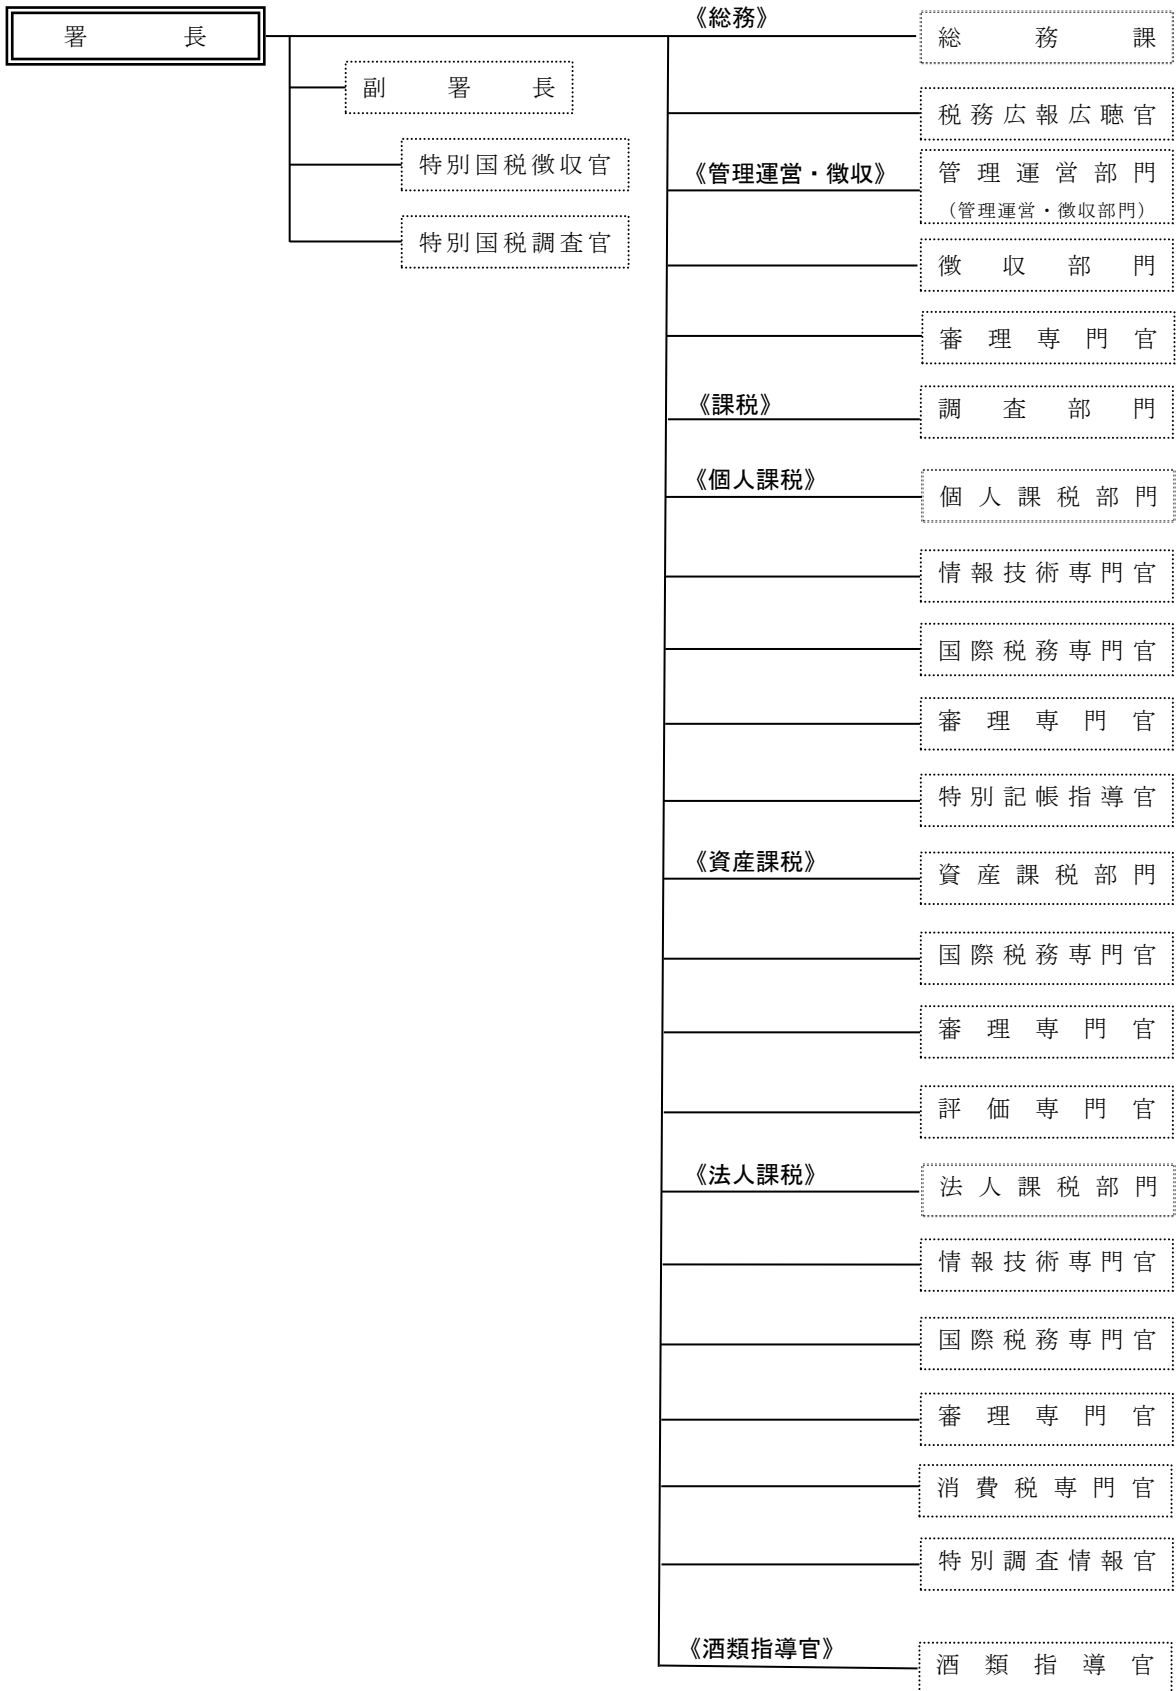 署長
副署長
特別国税徴収官
特別国税調査官
《総務》
総務課
税務広報広聴官
《管理運営・徴収》
管理運営部門
(管理運営・徴収部門)
徴収部門
審理専門官
《課税》
調査部門
《個人課税》
個人課税部門
情報技術専門官
国際税務専門官
審理専門官
特別記帳指導官
《資産課税》
資産課税部門
国際税務専門官
審理専門官
評価専門官
《法人課税》
法人課税部門
情報技術専門官
国際税務専門官
審理専門官
消費税専門官
特別調査情報官
《酒類指導官》
酒類指導官